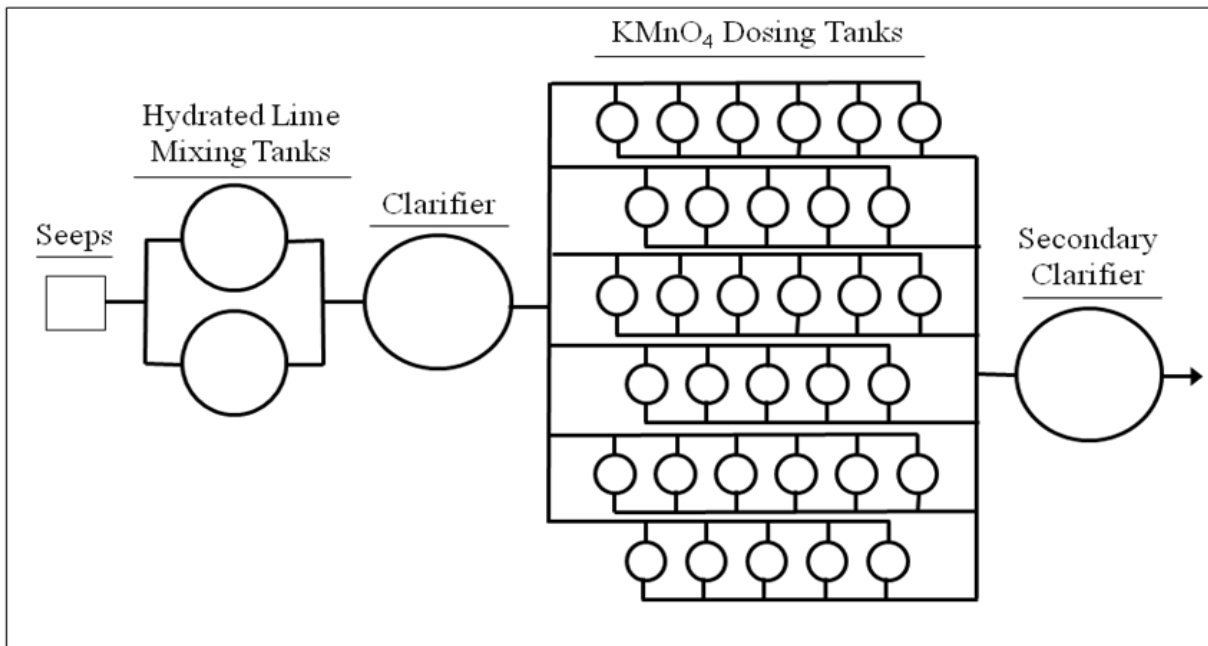 KMnO₄ Dosing Tanks
Hydrated Lime
Mixing Tanks
Clarifier
Seeps
Secondary
Clarifier